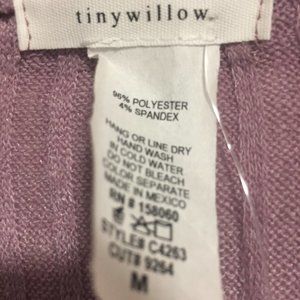 tinywillow
96% POLYESTER
4% SPANDEX
HANG OR LINE DRY
HAND WASH
IN COLD WATER
DO NOT BLEACH
COLOR SEPARATE
MADE IN MEXICO
RN # 158060
STYLE# C4263
CUT# 9264
M